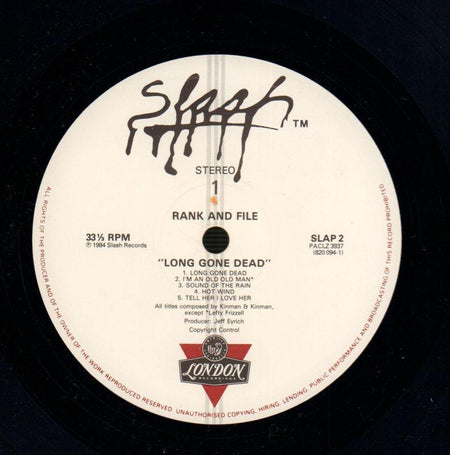 Slash ™
STEREO
1
RANK AND FILE
33⅓ RPM
℗ 1984 Slash Records
SLAP 2
PACLZ 3937
(820 094-1)
"LONG GONE DEAD"
1. LONG GONE DEAD
2. I'M AN OLD OLD MAN*
3. SOUND OF THE RAIN
4. HOT WIND
5. TELL HER I LOVE HER
All titles composed by Kinman & Kinman,
except *Lefty Frizzell
Producer: Jeff Eyrich
Copyright Control
LONDON
RECORDINGS
ALL RIGHTS OF THE PRODUCER AND OF THE OWNER OF THE WORK REPRODUCED RESERVED. UNAUTHORISED COPYING, HIRING, LENDING, PUBLIC PERFORMANCE AND BROADCASTING OF THIS RECORD PROHIBITED